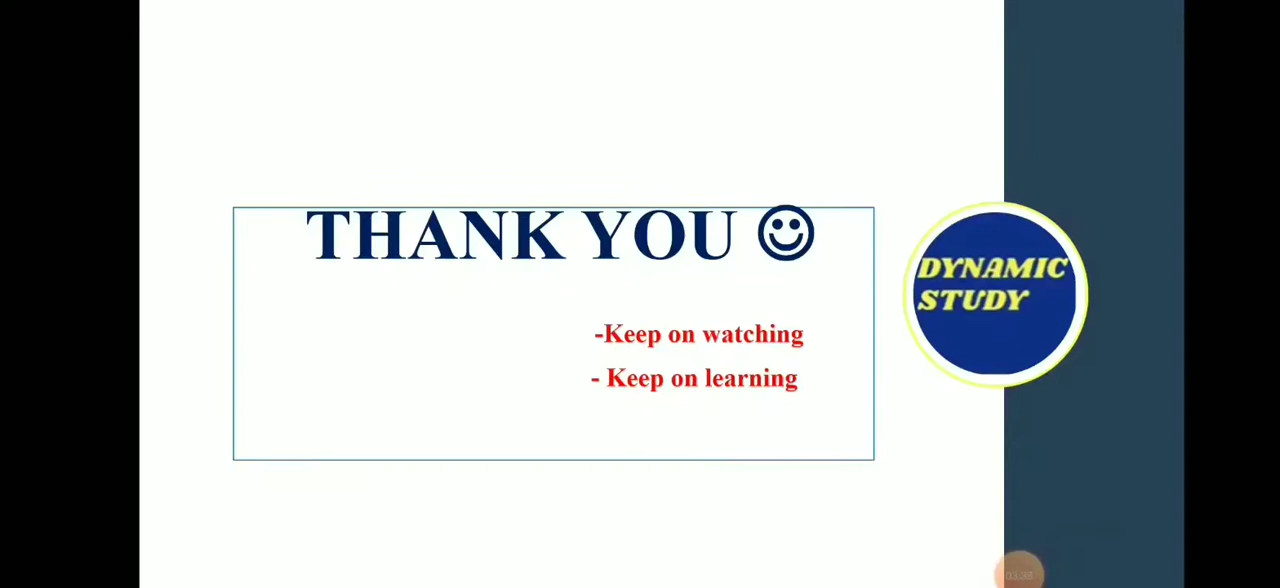 THANK YOU ☺
-Keep on watching
- Keep on learning
DYNAMIC
STUDY